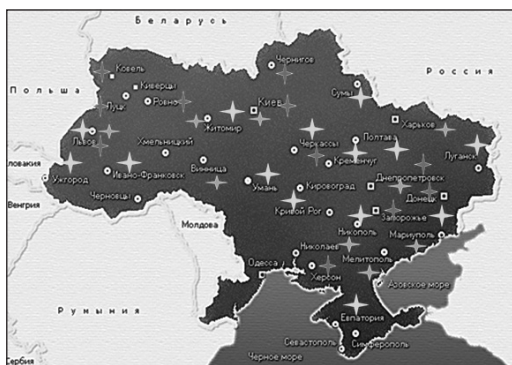 Беларусь
Чернигов
Россия
Ковель
Киверцы
Польша
Луцк
Ровно
Сумы
Киев
Житомир
Харьков
Львов
Хмельницкий
Черкассы
Полтава
Словакия
Ивано-Франковск
Винница
Кременчуг
Луганск
Ужгород
Умань
Кировоград
Днепропетровск
Донецк
Венгрия
Черновцы
Кривой Рог
Запорожье
Молдова
Никополь
Мариуполь
Николаев
Мелитополь
Одесса
Херсон
Азовское море
Румыния
Евпатория
Севастополь
Симферополь
Сербия
Черное море